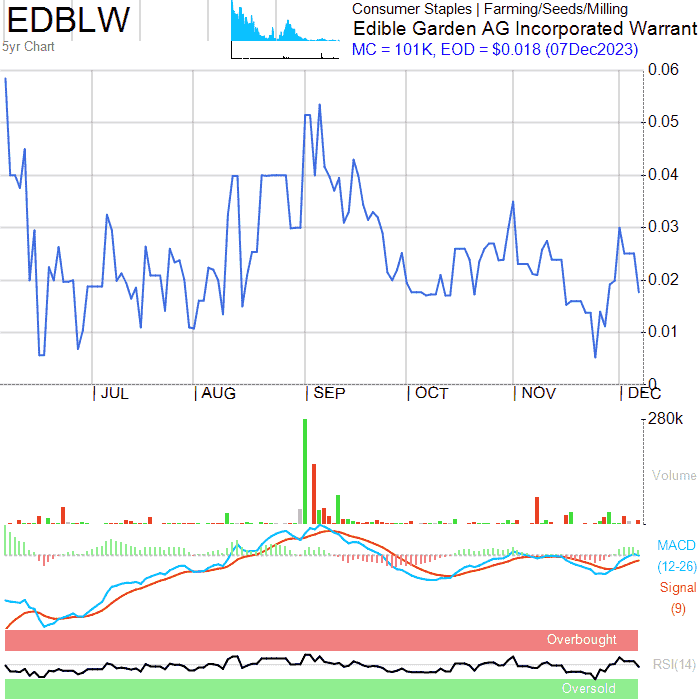 EDBLW
5yr Chart
Consumer Staples | Farming/Seeds/Milling
Edible Garden AG Incorporated Warrant
MC = 101K, EOD = $0.018 (07Dec2023)
0.06
0.05
0.04
0.03
0.02
0.01
0
JUL
AUG
SEP
OCT
NOV
DEC
280k
Volume
MACD
(12-26)
Signal
(9)
Overbought
RSI(14)
Oversold